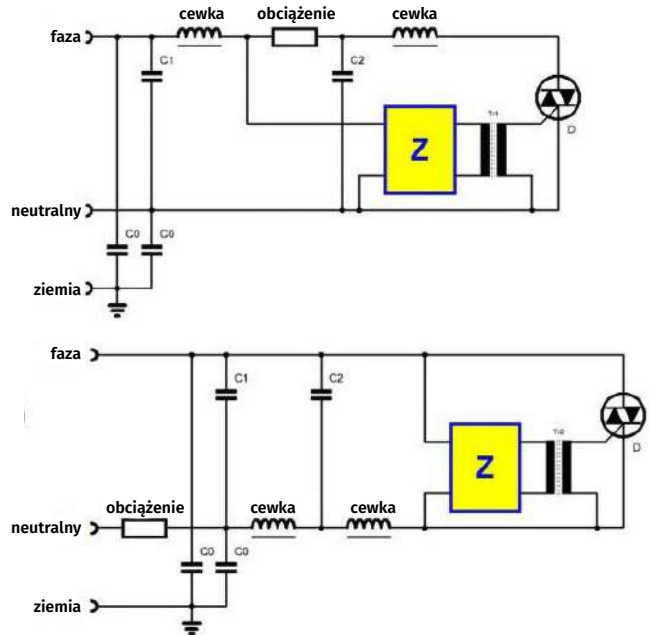 cewka obciążenie cewka
faza
C1
C2
Tr1
D
Z
neutralny
C0 C0
ziemia
faza
C1 C2
Tr2
D
Z
obciążenie cewka cewka
neutralny
C0 C0
ziemia